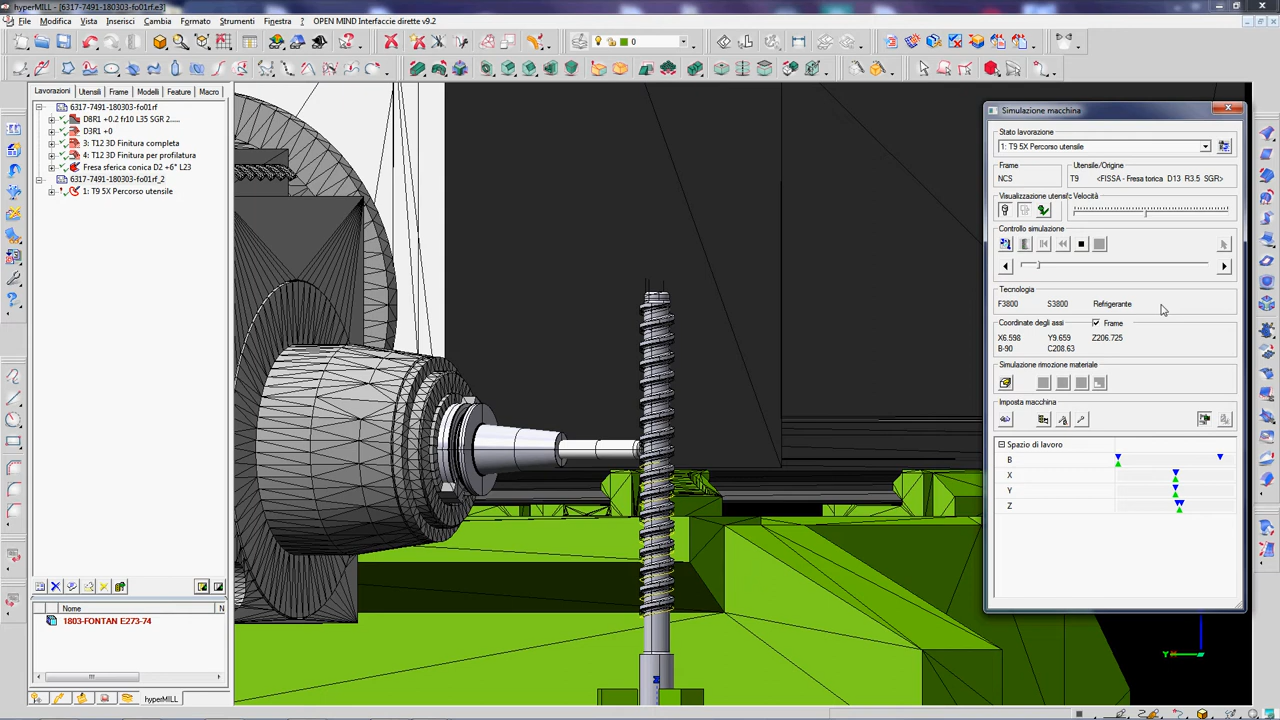 hyperMILL - [6317-7491-180303-fo01rf.e3]
File Modifica Vista Inserisci Cambia Formato Strumenti Finestra ? OPEN MIND Interfaccie dirette v9.2
0
Lavorazioni Utensili Frame Modelli Feature Macro
6317-7491-180303-fo01rf
D8R1 +0.2 fr10 L35 SGR 2.....
D3R1 +0
3: T12 3D Finitura completa
4: T12 3D Finitura per profilatura
Fresa sferica conica D2 +6° L23
6317-7491-180303-fo01rf_2
1: T9 5X Percorso utensile
Nome N
1803-FONTAN E273-74
hyperMILL
Simulazione macchina
Stato lavorazione
1: T9 5X Percorso utensile
Frame Utensile/Origine
NCS T9 <FISSA - Fresa torica D13 R3.5 SGR>
Visualizzazione utensile Velocità
Controllo simulazione
Tecnologia
F3800 S3800 Refrigerante
Coordinate degli assi Frame
X6.598 Y9.659 Z206.725
B-90 C208.63
Simulazione rimozione materiale
Imposta macchina
Spazio di lavoro
B
X
Y
Z
Y